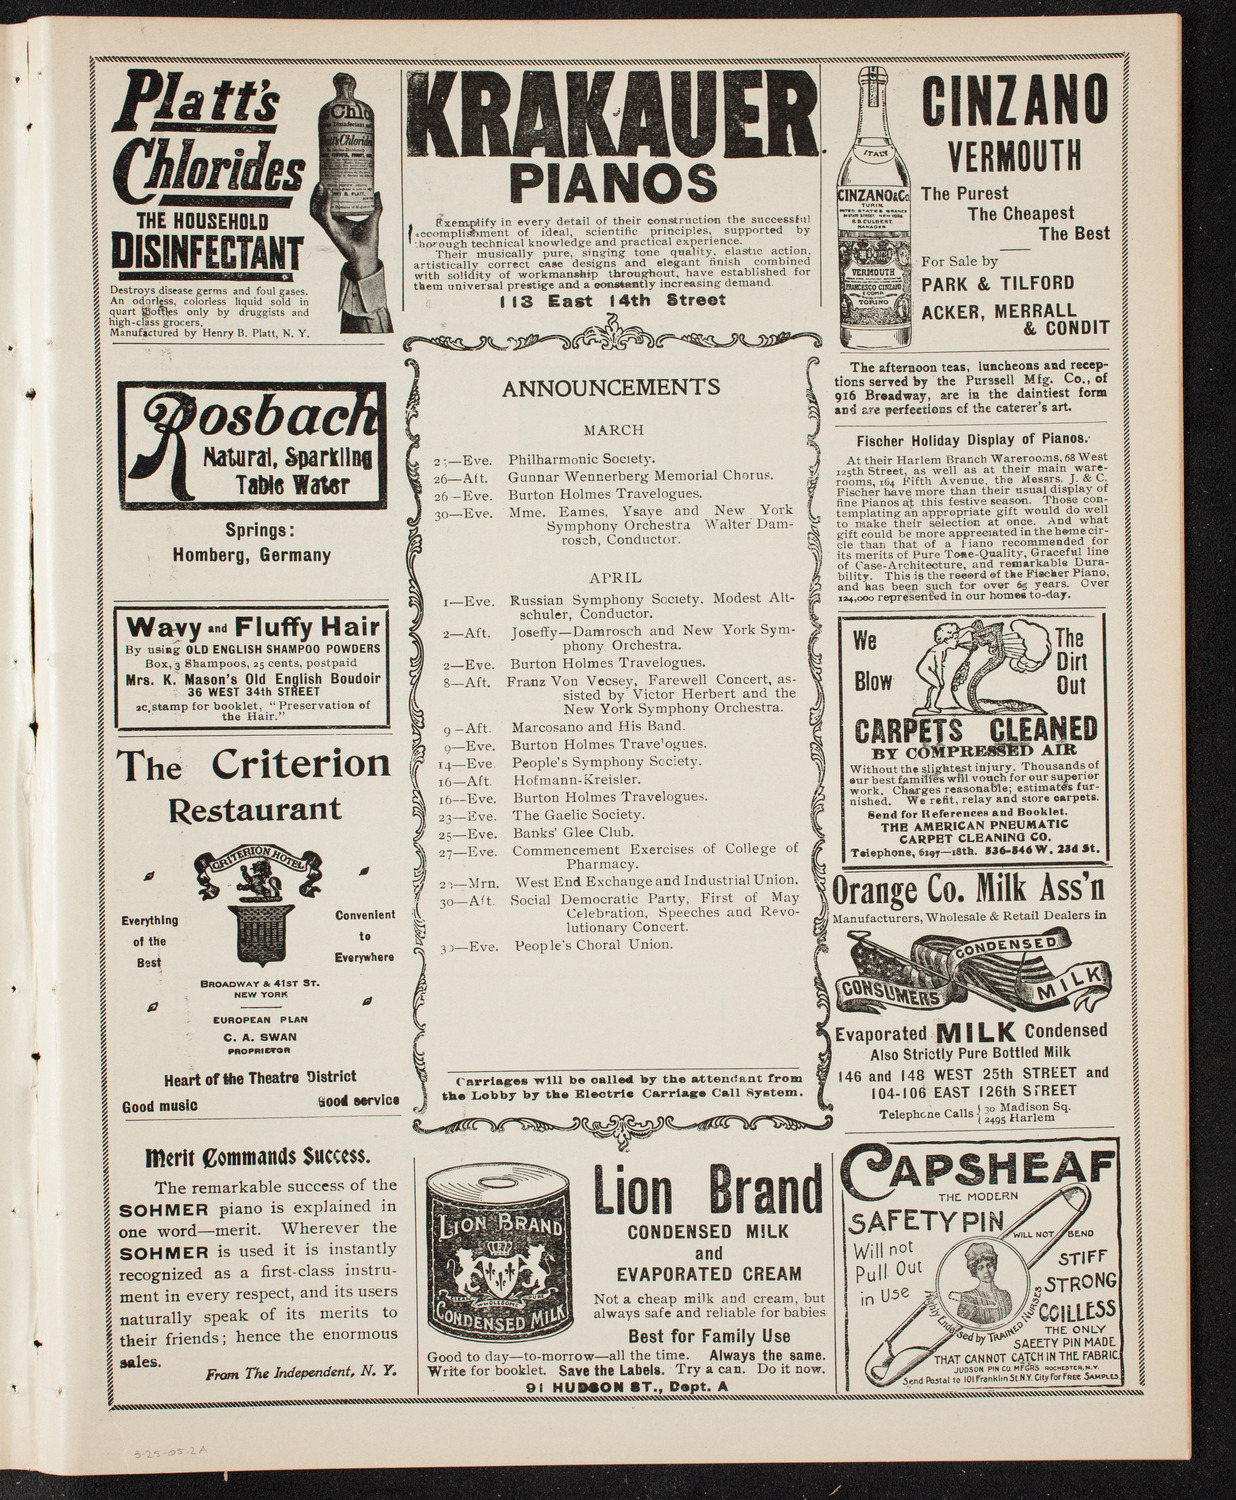 Platt's
Chlorides
THE HOUSEHOLD
DISINFECTANT
Destroys disease germs and foul gases.
An odorless, colorless liquid sold in
quart bottles only by druggists and
high-class grocers.
Manufactured by Henry B. Platt, N. Y.
Rosbach
Natural, Sparkling
Table Water
Springs:
Homberg, Germany
Wavy and Fluffy Hair
By using OLD ENGLISH SHAMPOO POWDERS
Box, 3 Shampoos, 25 cents, postpaid
Mrs. K. Mason's Old English Boudoir
36 WEST 34th STREET
2c. stamp for booklet, "Preservation of
the Hair."
The Criterion
Restaurant
CRITERION HOTEL
Everything
of the
Best
Convenient
to
Everywhere
BROADWAY & 41ST ST.
NEW YORK
EUROPEAN PLAN
C. A. SWAN
PROPRIETOR
Heart of the Theatre District
Good music Good service
Merit Commands Success.
The remarkable success of the
SOHMER piano is explained in
one word—merit. Wherever the
SOHMER is used it is instantly
recognized as a first-class instru-
ment in every respect, and its users
naturally speak of its merits to
their friends; hence the enormous
sales.
From The Independent, N. Y.
KRAKAUER
PIANOS
Exemplify in every detail of their construction the successful
accomplishment of ideal, scientific principles, supported by
thorough technical knowledge and practical experience.
Their musically pure, singing tone quality, elastic action,
artistically correct case designs and elegant finish combined
with solidity of workmanship throughout, have established for
them universal prestige and a constantly increasing demand.
113 East 14th Street
ANNOUNCEMENTS
MARCH
—Eve. Philharmonic Society.
26—Aft. Gunnar Wennerberg Memorial Chorus.
26—Eve. Burton Holmes Travelogues.
30—Eve. Mme. Eames, Ysaye and New York
Symphony Orchestra Walter Dam-
rosch, Conductor.
APRIL
1—Eve. Russian Symphony Society. Modest Alt-
schuler, Conductor.
2—Aft. Joseffy—Damrosch and New York Sym-
phony Orchestra.
2—Eve. Burton Holmes Travelogues.
8—Aft. Franz Von Vecsey, Farewell Concert, as-
sisted by Victor Herbert and the
New York Symphony Orchestra.
9—Aft. Marcosano and His Band.
9—Eve. Burton Holmes Trave'ogues.
14—Eve. People's Symphony Society.
16—Aft. Hofmann-Kreisler.
16—Eve. Burton Holmes Travelogues.
23—Eve. The Gaelic Society.
25—Eve. Banks' Glee Club.
27—Eve. Commencement Exercises of College of
Pharmacy.
—Mrn. West End Exchange and Industrial Union.
30—Aft. Social Democratic Party, First of May
Celebration, Speeches and Revo-
lutionary Concert.
30—Eve. People's Choral Union.
Carriages will be called by the attendant from
the Lobby by the Electric Carriage Call System.
LION BRAND
CONDENSED MILK
Lion Brand
CONDENSED MILK
and
EVAPORATED CREAM
Not a cheap milk and cream, but
always safe and reliable for babies
Best for Family Use
Good to day—to-morrow—all the time. Always the same.
Write for booklet. Save the Labels. Try a can. Do it now.
91 HUDSON ST., Dept. A
ITALY
CINZANO & Co.
TURIN.
VERMOUTH
FRANCESCO CINZANO
TORINO
CINZANO
VERMOUTH
The Purest
The Cheapest
The Best
For Sale by
PARK & TILFORD
ACKER, MERRALL
& CONDIT
The afternoon teas, luncheons and recep-
tions served by the Purssell Mfg. Co., of
916 Broadway, are in the daintiest form
and are perfections of the caterer's art.
Fischer Holiday Display of Pianos.
At their Harlem Branch Warerooms, 68 West
125th Street, as well as at their main ware-
rooms, 164 Fifth Avenue, the Messrs. J. & C.
Fischer have more than their usual display of
fine Pianos at this festive season. Those con-
templating an appropriate gift would do well
to make their selection at once. And what
gift could be more appreciated in the home cir-
cle than that of a Piano recommended for
its merits of Pure Tone-Quality, Graceful line
of Case-Architecture, and remarkable Dura-
bility. This is the record of the Fischer Piano,
and has been such for over 65 years. Over
124,000 represented in our homes to-day.
We
Blow
The
Dirt
Out
CARPETS CLEANED
BY COMPRESSED AIR
Without the slightest injury. Thousands of
our best families will vouch for our superior
work. Charges reasonable; estimates fur-
nished. We refit, relay and store carpets.
Send for References and Booklet.
THE AMERICAN PNEUMATIC
CARPET CLEANING CO.
Telephone, 6197—18th. 536-546 W. 23d St.
Orange Co. Milk Ass'n
Manufacturers, Wholesale & Retail Dealers in
CONSUMERS CONDENSED MILK
Evaporated MILK Condensed
Also Strictly Pure Bottled Milk
146 and 148 WEST 25th STREET and
104-106 EAST 126th STREET
Telephone Calls { 30 Madison Sq.
2495 Harlem
CAPSHEAF
THE MODERN
SAFETY PIN
WILL NOT BEND
Will not
Pull Out
in Use
STIFF
STRONG
COILLESS
Highly Endorsed by TRAINED NURSES
THE ONLY
SAFETY PIN MADE
THAT CANNOT CATCH IN THE FABRIC.
JUDSON PIN CO MFGRS ROCHESTER, N.Y.
Send Postal to 101 Franklin St. N.Y. City For FREE SAMPLES
3-25-05.2A